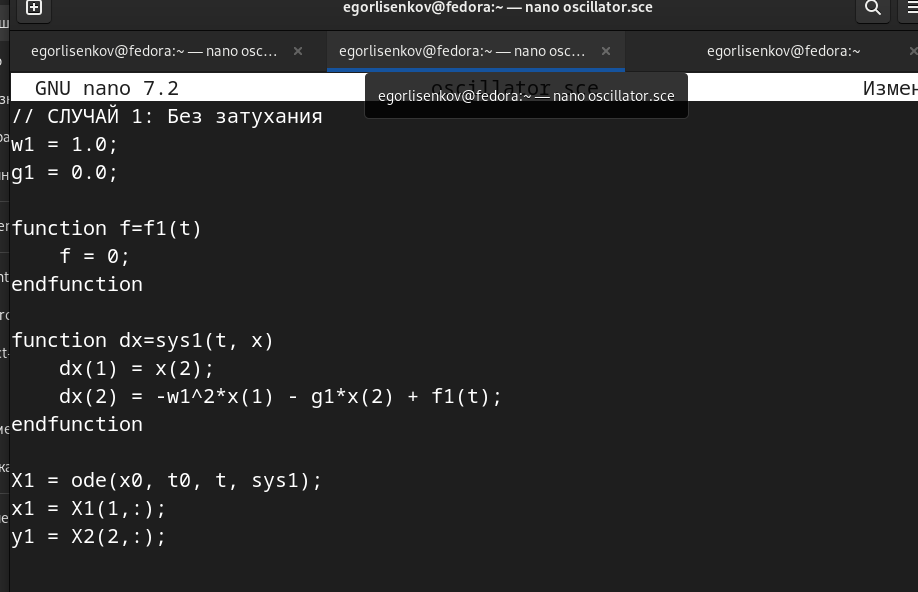 egorlisenkov@fedora:~ — nano oscillator.sce
egorlisenkov@fedora:~ — nano osc…
egorlisenkov@fedora:~ — nano osc…
egorlisenkov@fedora:~
GNU nano 7.2 oscillator.sce Измен
egorlisenkov@fedora:~ — nano oscillator.sce
// СЛУЧАЙ 1: Без затухания
w1 = 1.0;
g1 = 0.0;
function f=f1(t)
f = 0;
endfunction
function dx=sys1(t, x)
dx(1) = x(2);
dx(2) = -w1^2*x(1) - g1*x(2) + f1(t);
endfunction
X1 = ode(x0, t0, t, sys1);
x1 = X1(1,:);
y1 = X2(2,:);